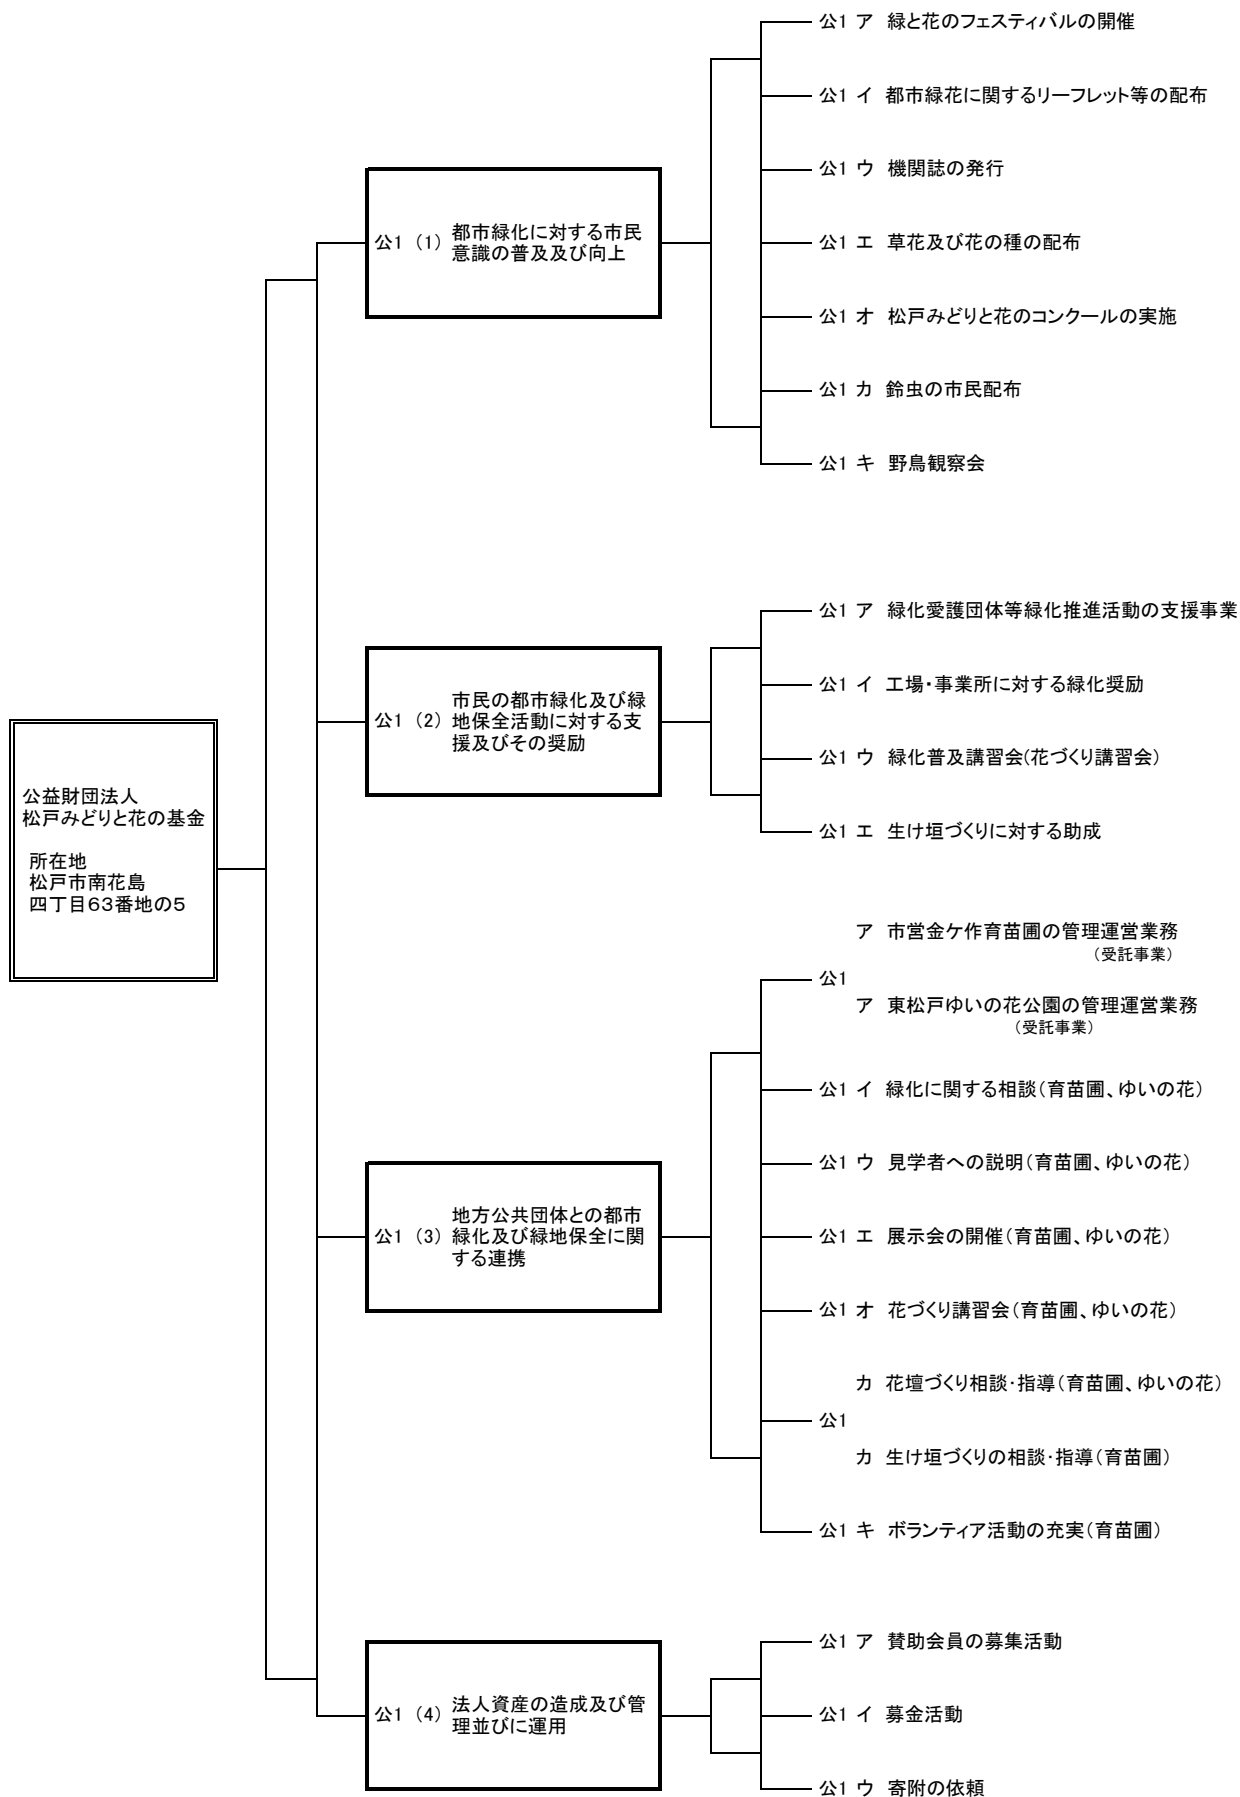 公益財団法人
松戸みどりと花の基金
所在地
松戸市南花島
四丁目63番地の5
公1 (1) 都市緑化に対する市民
意識の普及及び向上
公1 ア 緑と花のフェスティバルの開催
公1 イ 都市緑花に関するリーフレット等の配布
公1 ウ 機関誌の発行
公1 エ 草花及び花の種の配布
公1 オ 松戸みどりと花のコンクールの実施
公1 カ 鈴虫の市民配布
公1 キ 野鳥観察会
公1 (2) 市民の都市緑化及び緑
地保全活動に対する支
援及びその奨励
公1 ア 緑化愛護団体等緑化推進活動の支援事業
公1 イ 工場・事業所に対する緑化奨励
公1 ウ 緑化普及講習会(花づくり講習会)
公1 エ 生け垣づくりに対する助成
公1 (3) 地方公共団体との都市
緑化及び緑地保全に関
する連携
公1
ア 市営金ケ作育苗圃の管理運営業務
(受託事業)
ア 東松戸ゆいの花公園の管理運営業務
(受託事業)
公1 イ 緑化に関する相談(育苗圃、ゆいの花)
公1 ウ 見学者への説明(育苗圃、ゆいの花)
公1 エ 展示会の開催(育苗圃、ゆいの花)
公1 オ 花づくり講習会(育苗圃、ゆいの花)
公1
カ 花壇づくり相談・指導(育苗圃、ゆいの花)
カ 生け垣づくりの相談・指導(育苗圃)
公1 キ ボランティア活動の充実(育苗圃)
公1 (4) 法人資産の造成及び管
理並びに運用
公1 ア 賛助会員の募集活動
公1 イ 募金活動
公1 ウ 寄附の依頼